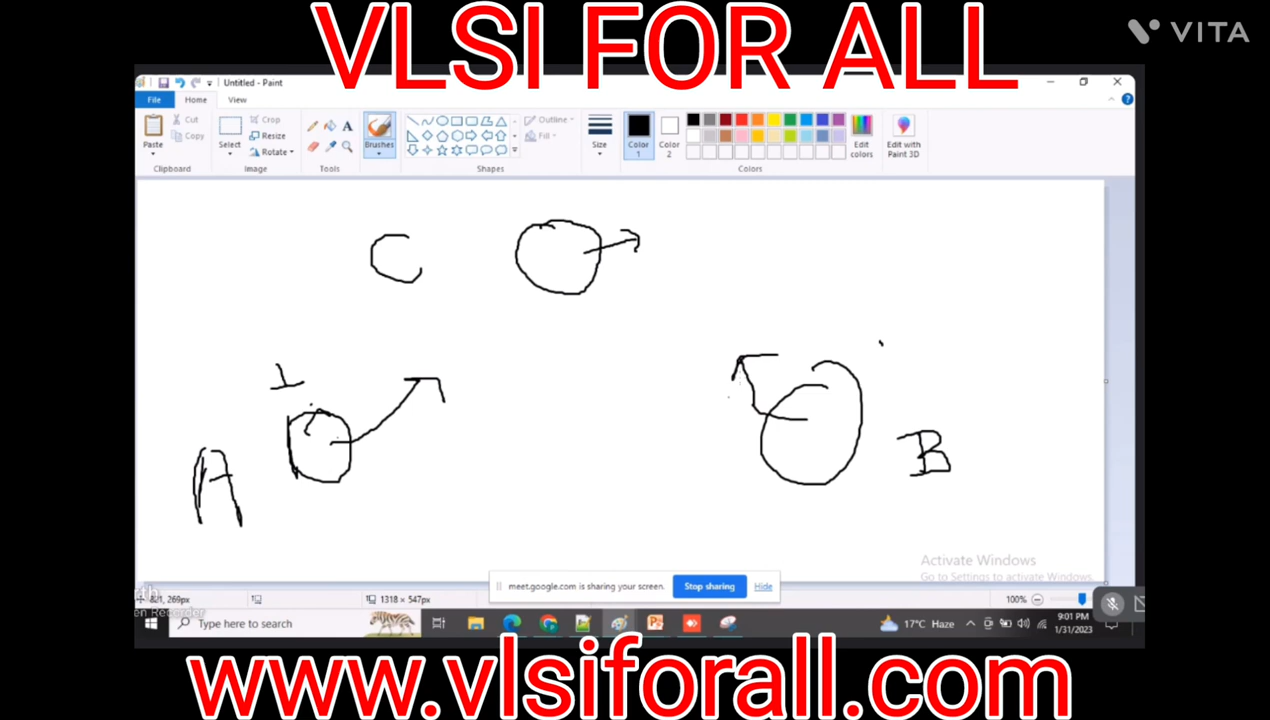 VLSI FOR ALL
VITA
Untitled - Paint
File Home View
Paste
Cut
Copy
Clipboard
Select
Crop
Resize
Rotate
Image
Tools
Brushes
Outline
Fill
Shapes
Size
Color 1
Color 2
Edit colors
Colors
Edit with Paint 3D
C
1
A
B
Activate Windows
Go to Settings to activate Windows.
meet.google.com is sharing your screen. Stop sharing Hide
269px
1318 × 547px
100%
Type here to search
17°C Haze
9:01 PM
1/31/2023
www.vlsiforall.com